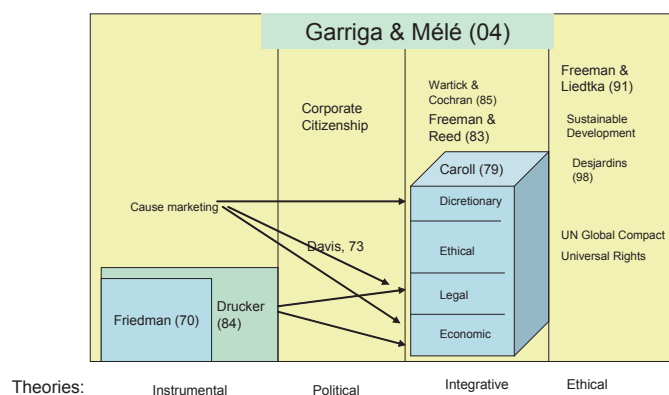 Garriga & Mélé (04)
Freeman &
Liedtka (91)
Wartick &
Cochran (85)
Corporate
Citizenship
Freeman &
Reed (83)
Sustainable
Development
Caroll (79)
Desjardins
(98)
Dicretionary
Cause marketing
Davis, 73
Ethical
UN Global Compact
Universal Rights
Legal
Drucker
(84)
Friedman (70)
Economic
Theories:
Instrumental
Political
Integrative
Ethical